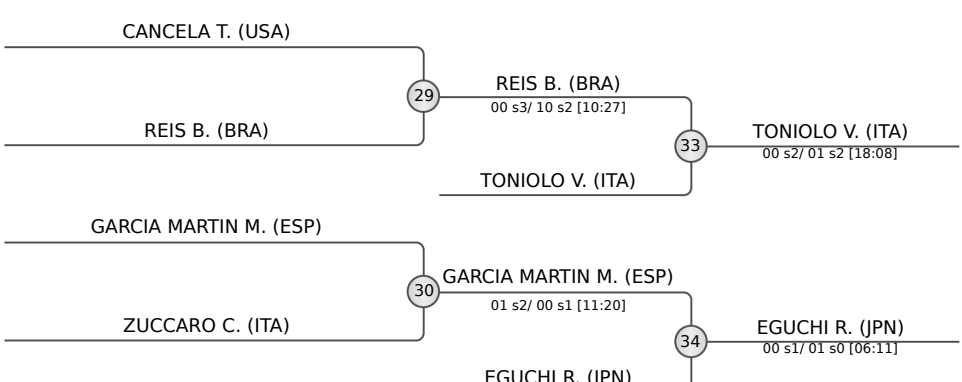 CANCELA T. (USA)
29
REIS B. (BRA)
00 s3/ 10 s2 [10:27]
REIS B. (BRA)
33
TONIOLO V. (ITA)
00 s2/ 01 s2 [18:08]
TONIOLO V. (ITA)
GARCIA MARTIN M. (ESP)
30
GARCIA MARTIN M. (ESP)
01 s2/ 00 s1 [11:20]
ZUCCARO C. (ITA)
34
EGUCHI R. (JPN)
00 s1/ 01 s0 [06:11]
EGUCHI R. (JPN)